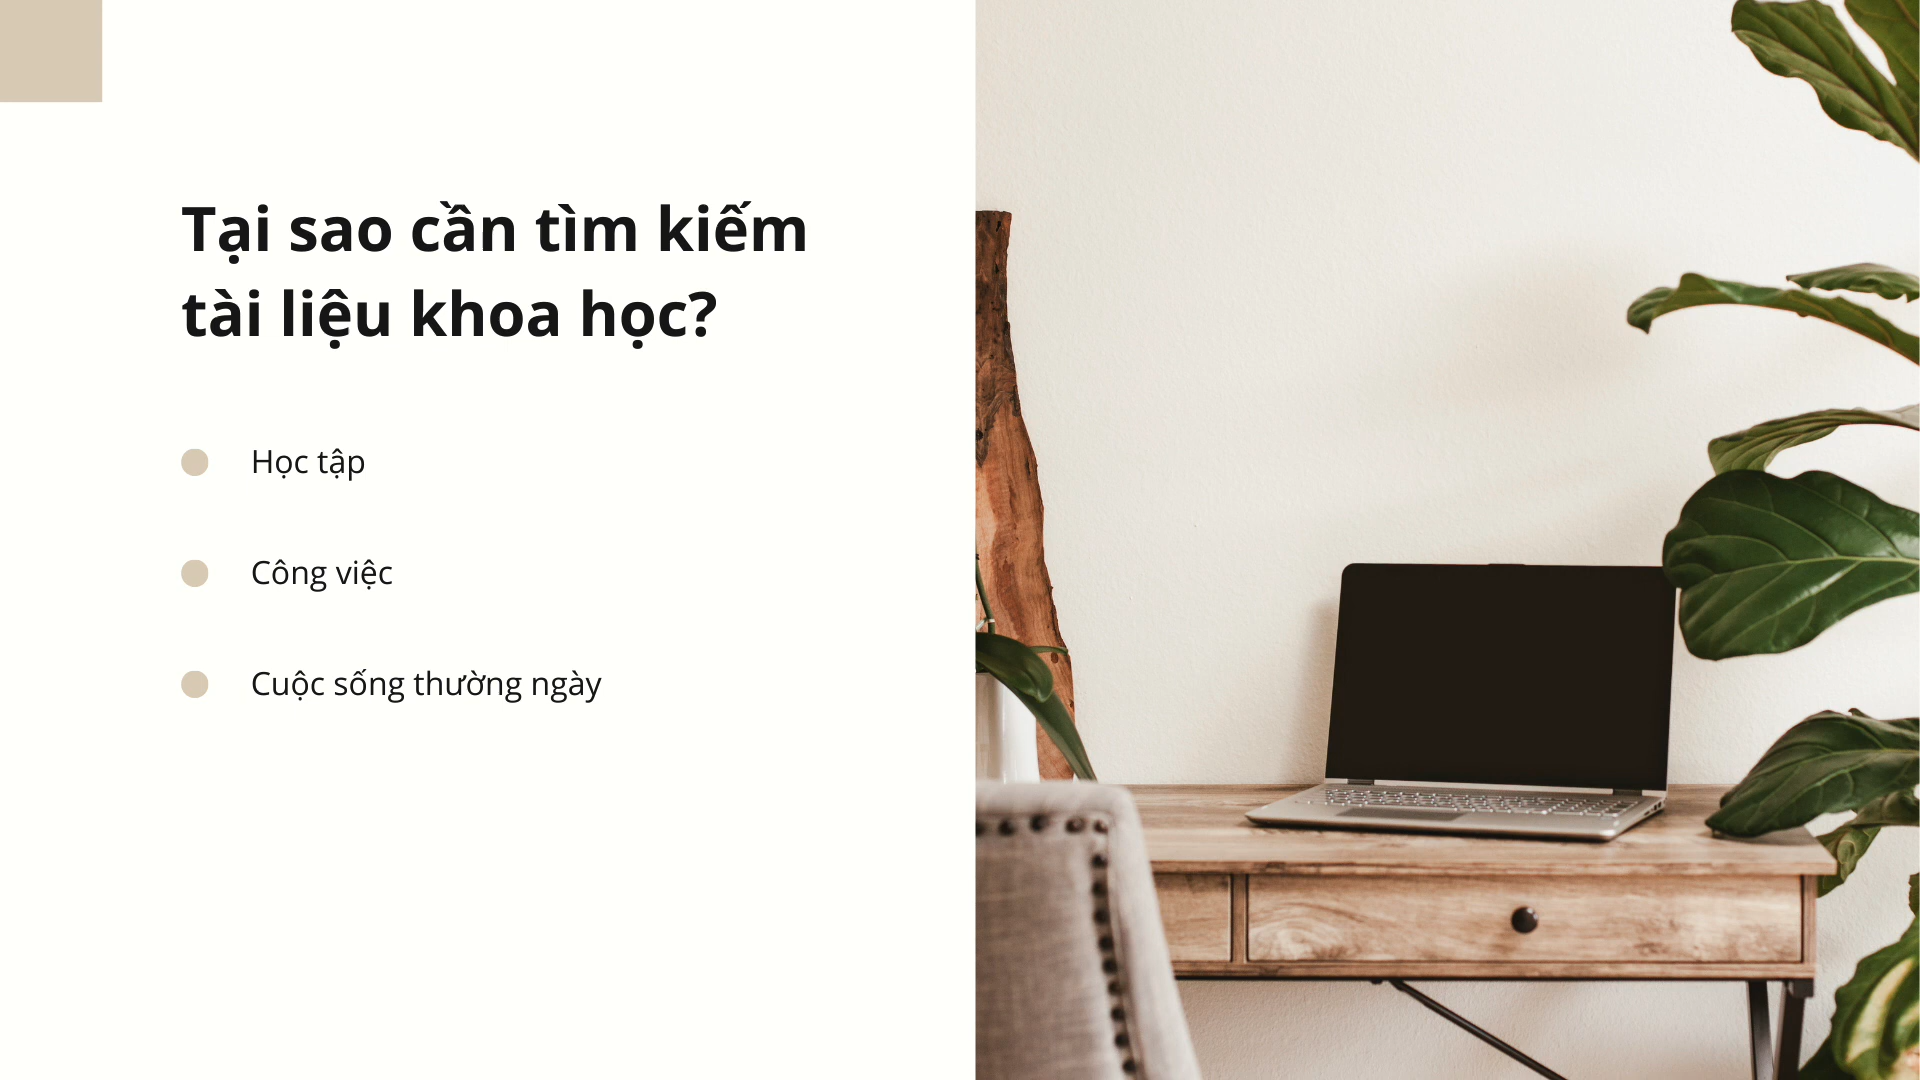 Tại sao cần tìm kiếm
tài liệu khoa học?
Học tập
Công việc
Cuộc sống thường ngày